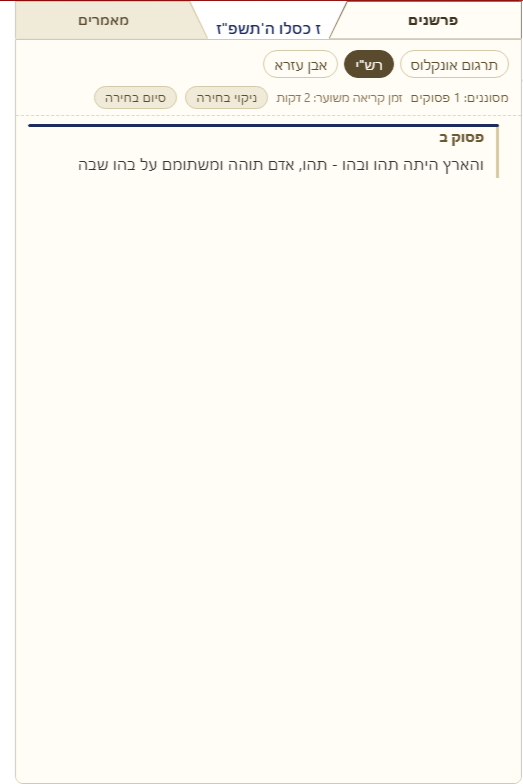 פרשנים
ז כסלו ה'תשפ"ז
מאמרים
תרגום אונקלוס
רש"י
אבן עזרא
מסוננים: 1 פסוקים זמן קריאה משוער: 2 דקות ניקוי בחירה סיום בחירה
פסוק ב
והארץ היתה תהו ובהו - תהו, אדם תוהה ומשתומם על בהו שבה